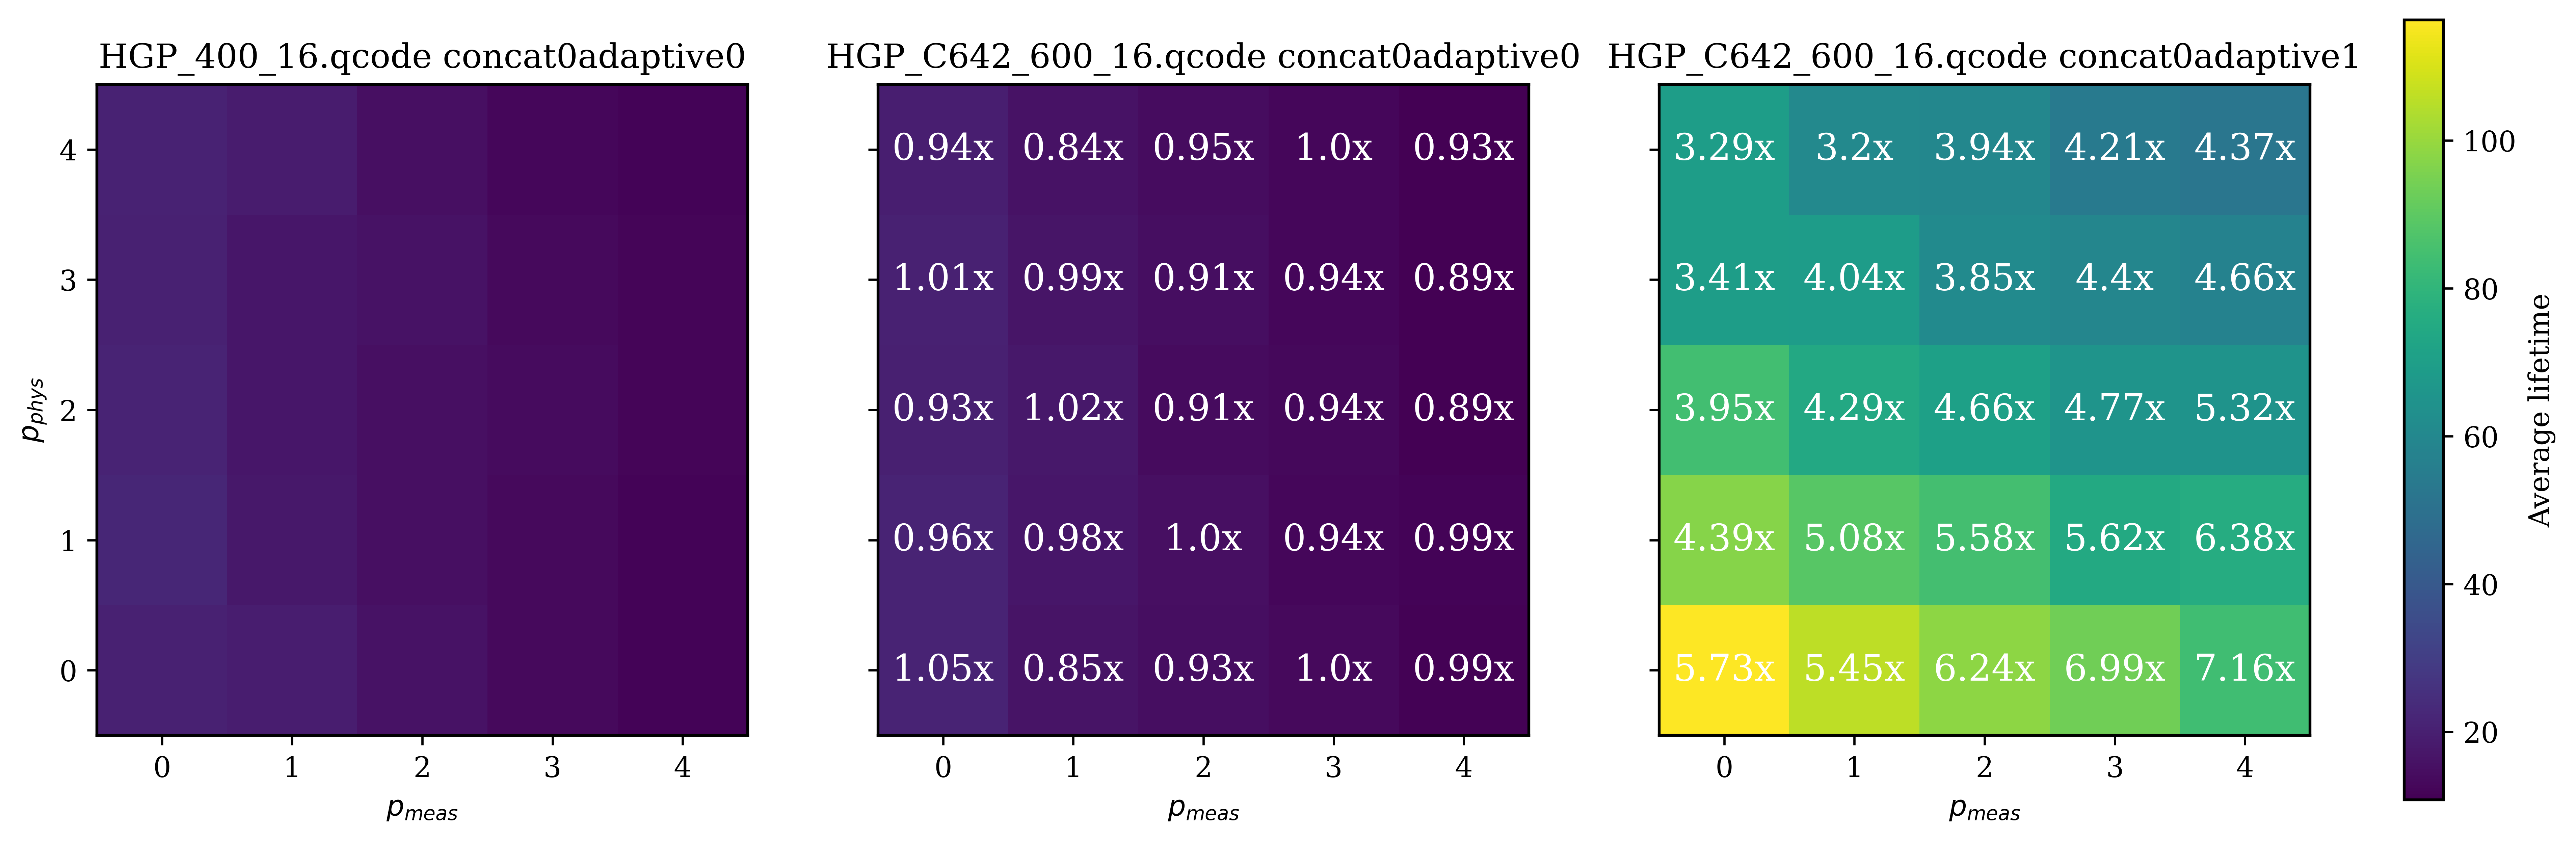 HGP_400_16.qcode concat0adaptive0
4
3
2
1
0
p_phys
0 1 2 3 4
p_meas
HGP_C642_600_16.qcode concat0adaptive0
0.94x 0.84x 0.95x 1.0x 0.93x
1.01x 0.99x 0.91x 0.94x 0.89x
0.93x 1.02x 0.91x 0.94x 0.89x
0.96x 0.98x 1.0x 0.94x 0.99x
1.05x 0.85x 0.93x 1.0x 0.99x
0 1 2 3 4
p_meas
HGP_C642_600_16.qcode concat0adaptive1
3.29x 3.2x 3.94x 4.21x 4.37x
3.41x 4.04x 3.85x 4.4x 4.66x
3.95x 4.29x 4.66x 4.77x 5.32x
4.39x 5.08x 5.58x 5.62x 6.38x
5.73x 5.45x 6.24x 6.99x 7.16x
0 1 2 3 4
p_meas
100
80
60
40
20
Average lifetime